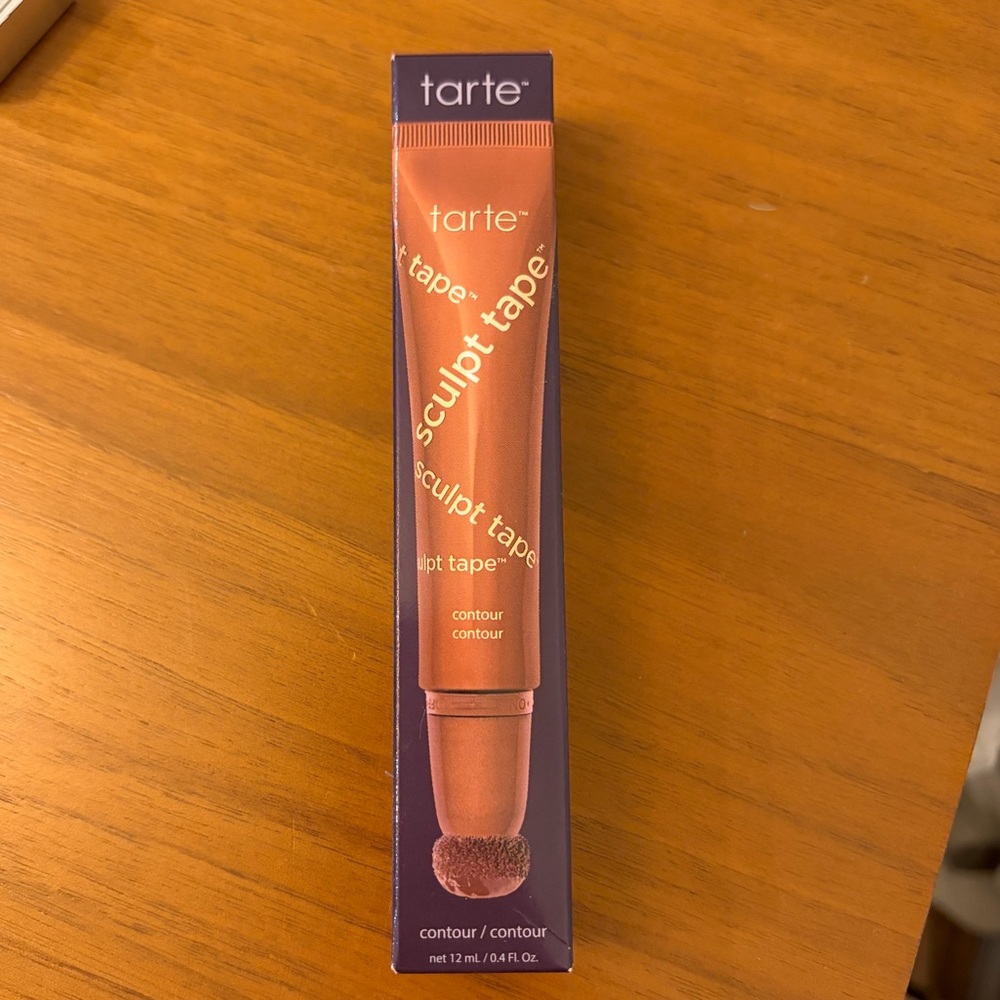 tarte™
tarte™
t tape™
sculpt tape™
sculpt tape
ulpt tape™
contour
contour
contour / contour
net 12 mL / 0.4 Fl. Oz.